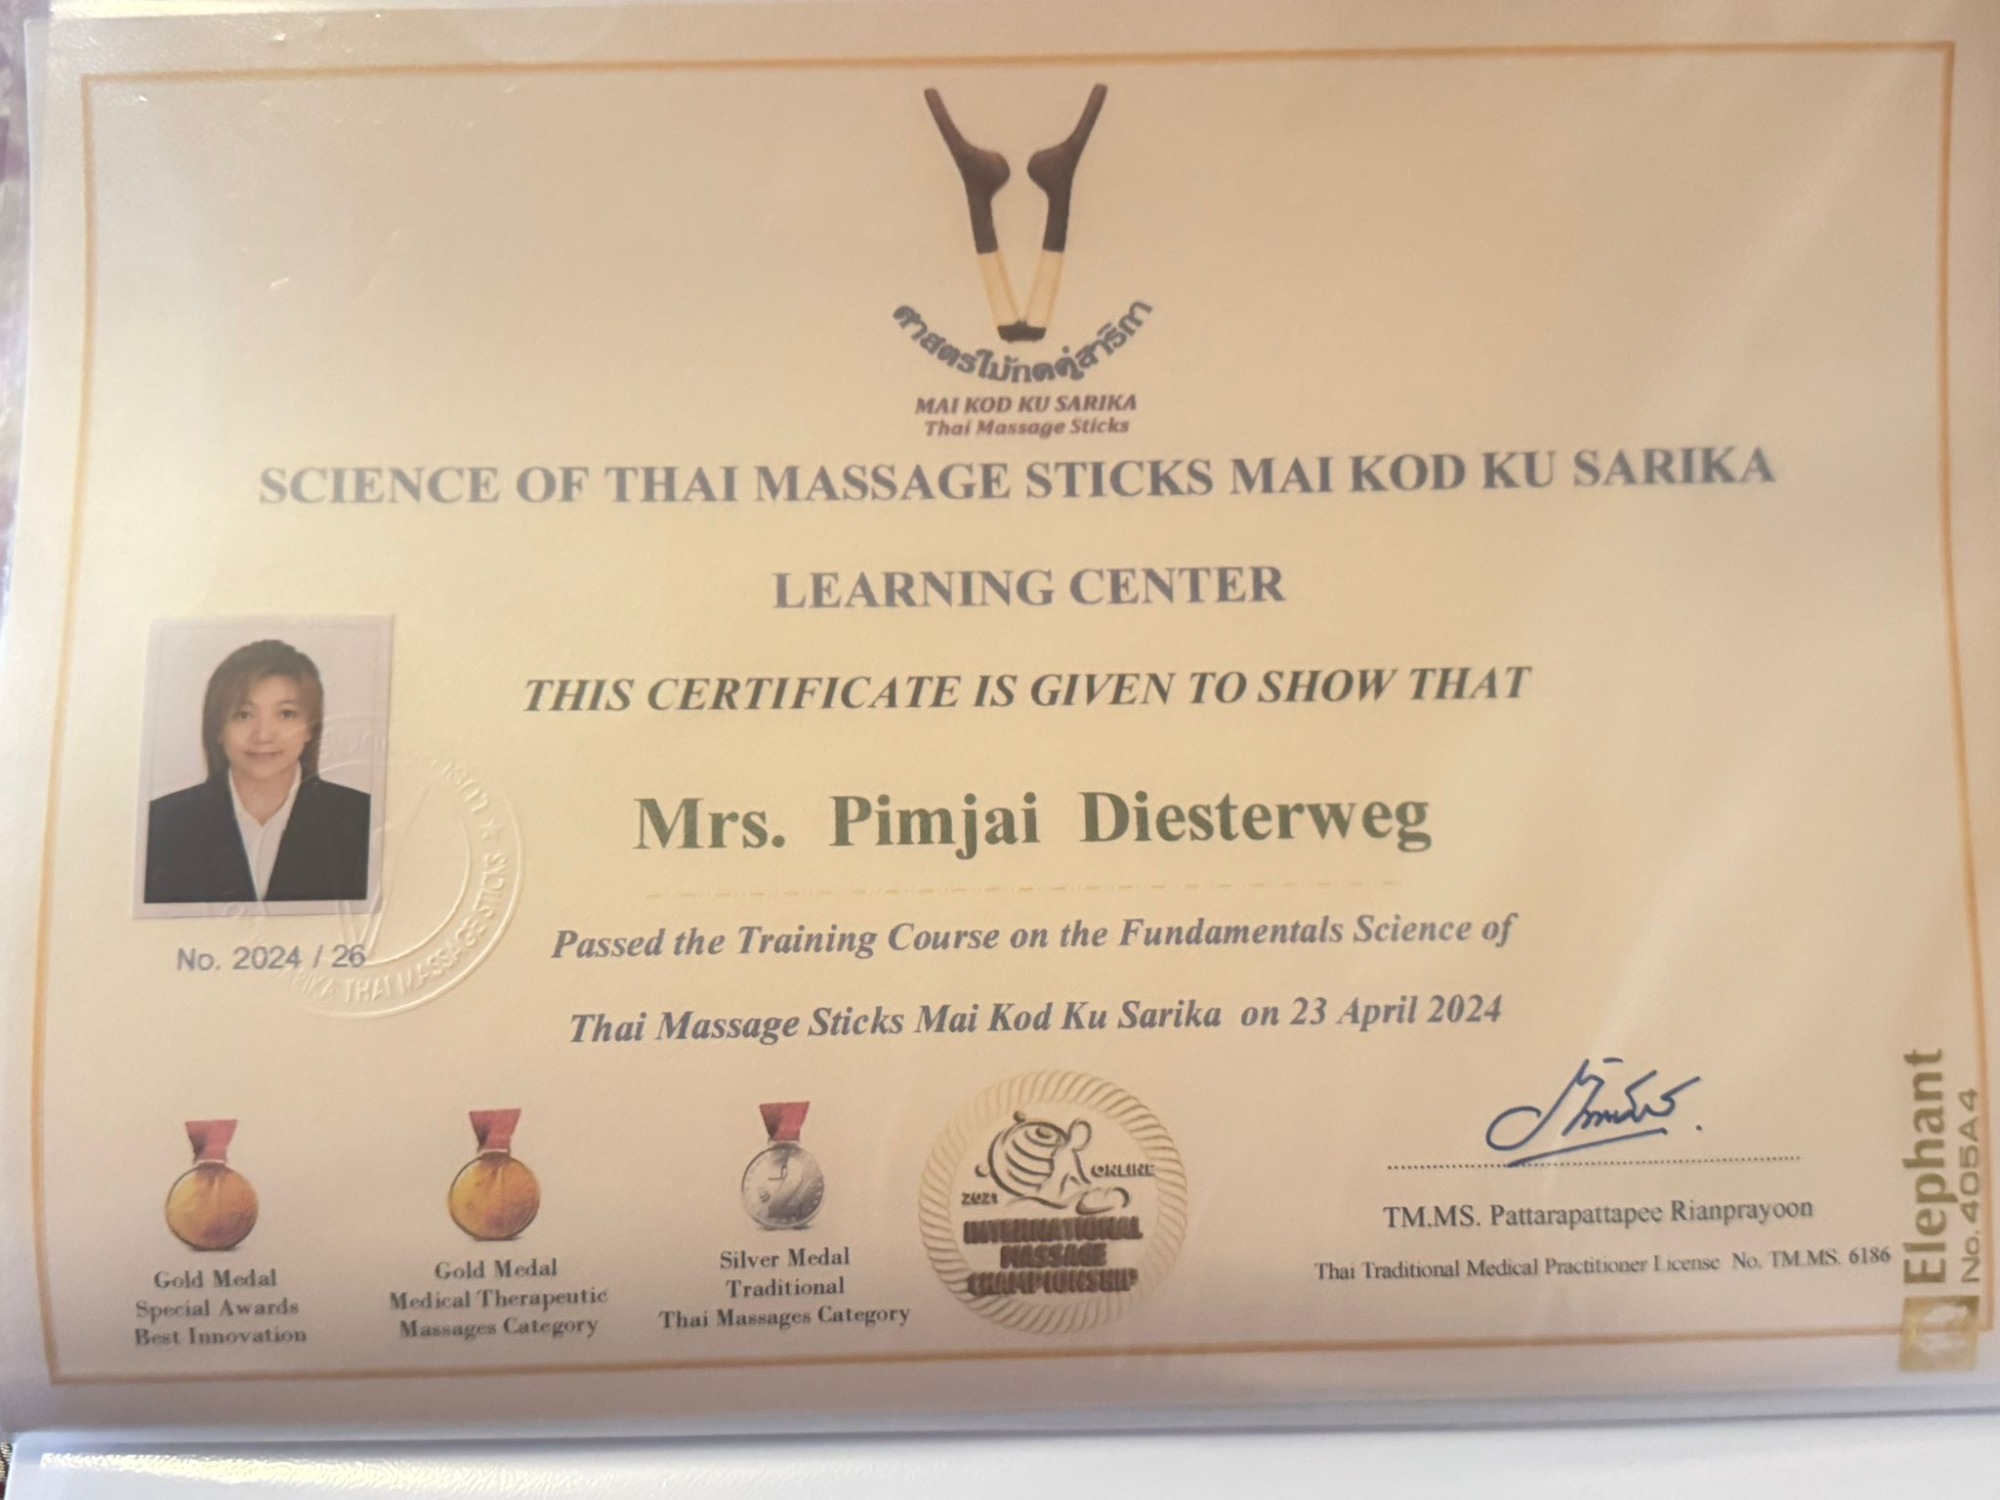 ศาสตรไม้กดคู่สาริกา
MAI KOD KU SARIKA
Thai Massage Sticks
SCIENCE OF THAI MASSAGE STICKS MAI KOD KU SARIKA
LEARNING CENTER
THIS CERTIFICATE IS GIVEN TO SHOW THAT
Mrs. Pimjai Diesterweg
Passed the Training Course on the Fundamentals Science of
Thai Massage Sticks Mai Kod Ku Sarika on 23 April 2024
No. 2024 / 26
THAI MASSAGE STICKS
Gold Medal
Special Awards
Best Innovation
Gold Medal
Medical Therapeutic
Massages Category
Silver Medal
Traditional
Thai Massages Category
ONLINE
2021
INTERNATIONAL
MASSAGE
CHAMPIONSHIP
TM.MS. Pattarapattapee Rianprayoon
Thai Traditional Medical Practitioner License No. TM.MS. 6186
Elephant
No.405A4